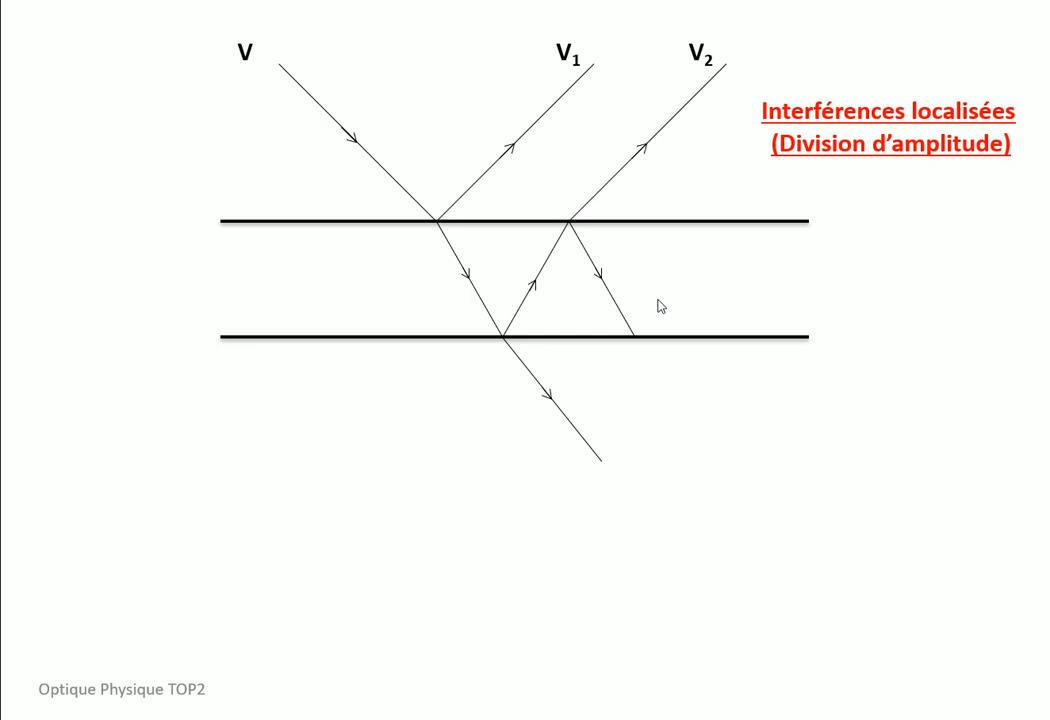 V
V₁
V₂
Interférences localisées
(Division d’amplitude)
Optique Physique TOP2